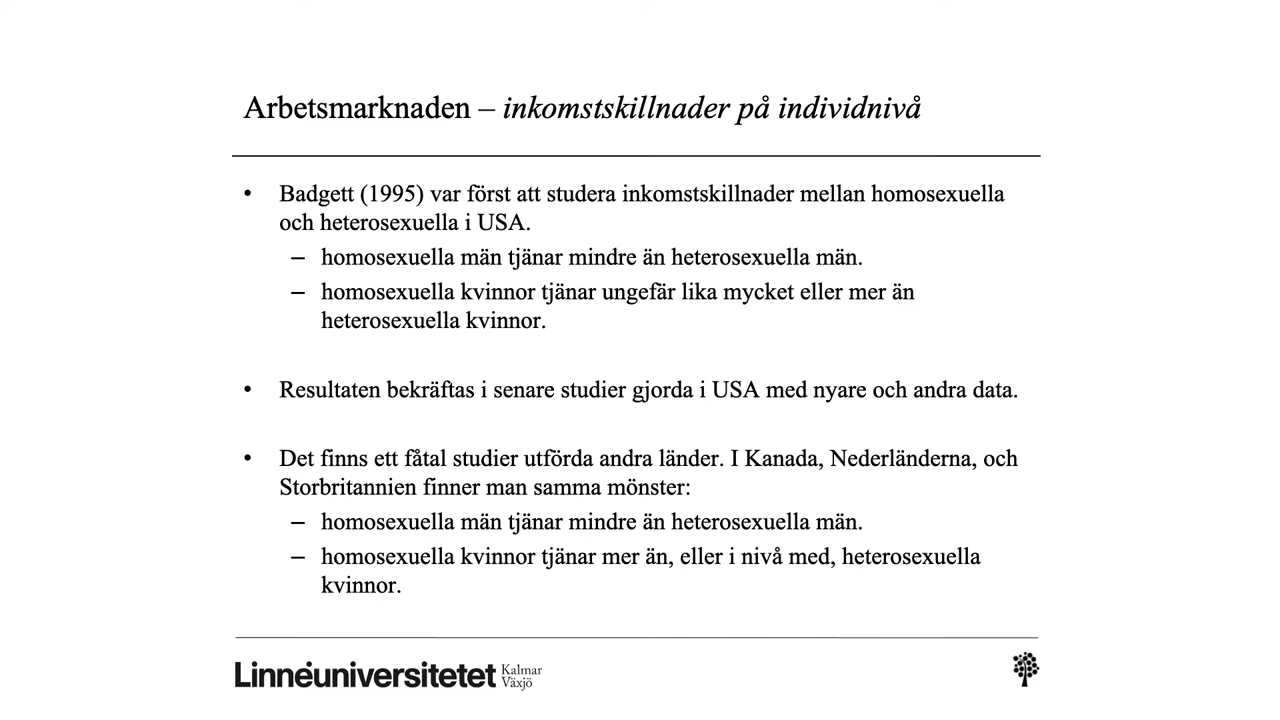 Arbetsmarknaden – inkomstskillnader på individnivå
• Badgett (1995) var först att studera inkomstskillnader mellan homosexuella
och heterosexuella i USA.
– homosexuella män tjänar mindre än heterosexuella män.
– homosexuella kvinnor tjänar ungefär lika mycket eller mer än
heterosexuella kvinnor.
• Resultaten bekräftas i senare studier gjorda i USA med nyare och andra data.
• Det finns ett fåtal studier utförda andra länder. I Kanada, Nederländerna, och
Storbritannien finner man samma mönster:
– homosexuella män tjänar mindre än heterosexuella män.
– homosexuella kvinnor tjänar mer än, eller i nivå med, heterosexuella
kvinnor.
Linnéuniversitetet Kalmar
Växjö